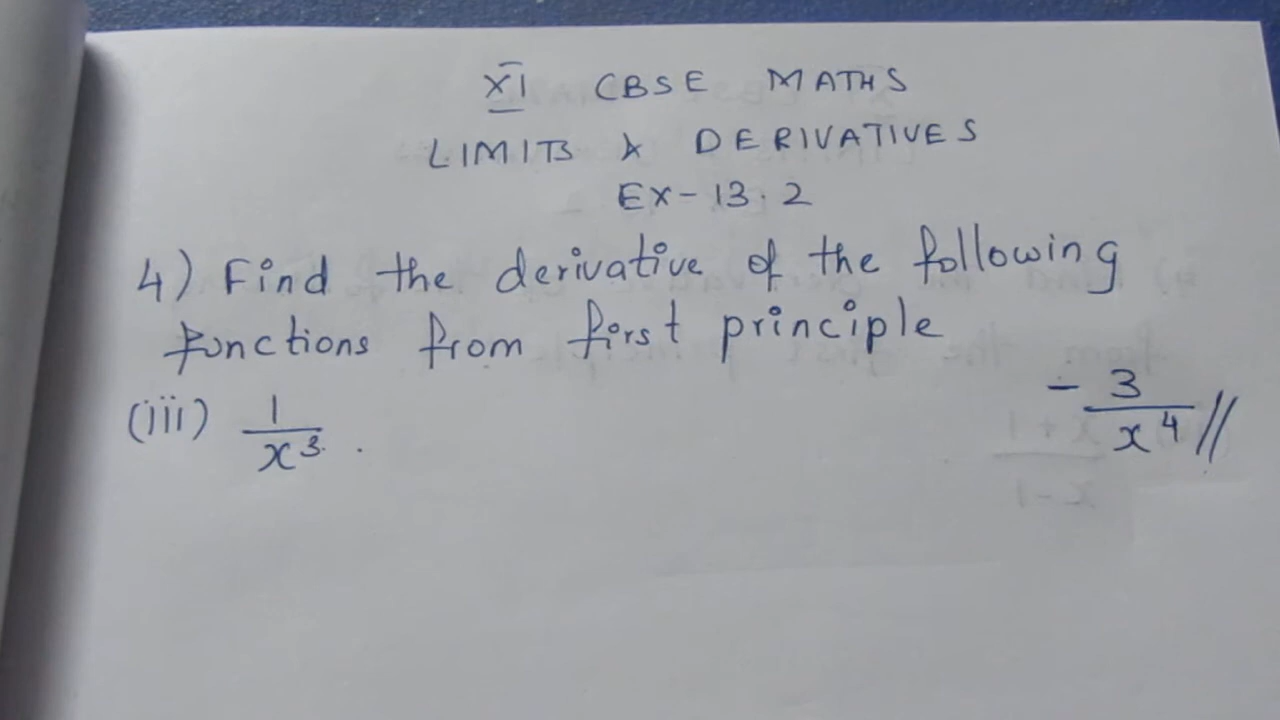 XI CBSE MATHS
LIMITS & DERIVATIVES
EX-13.2
4) Find the derivative of the following
functions from first principle
(iii) 1/x³.
-3/x⁴//